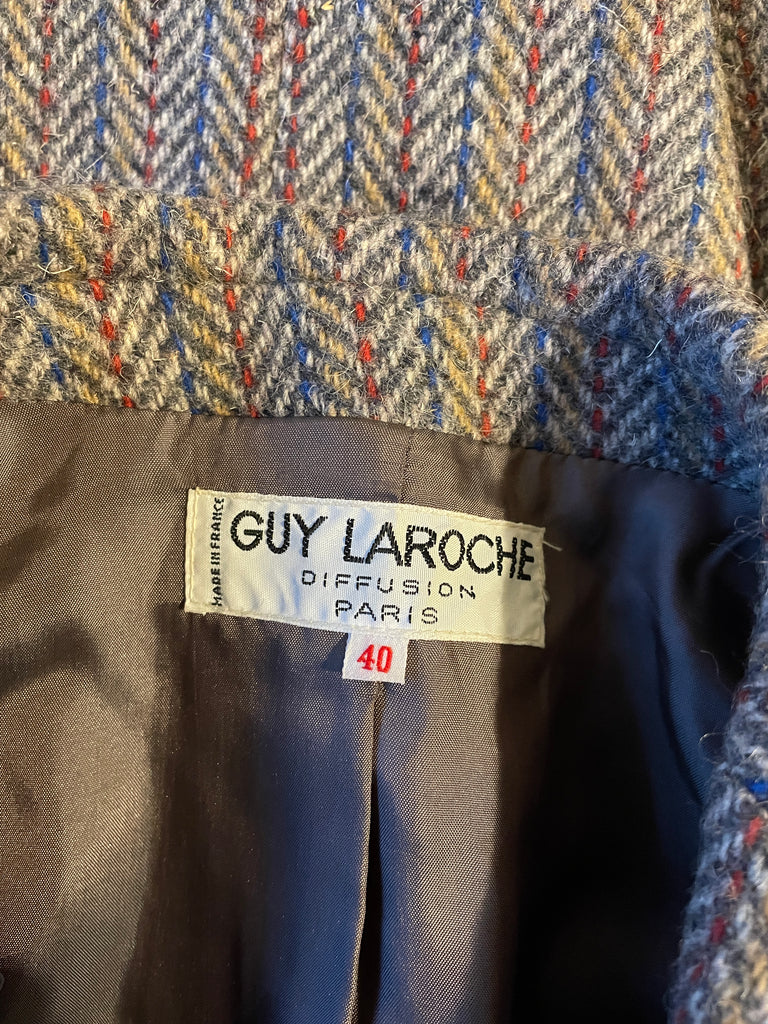 MADE IN FRANCE
GUY LAROCHE
DIFFUSION
PARIS
40